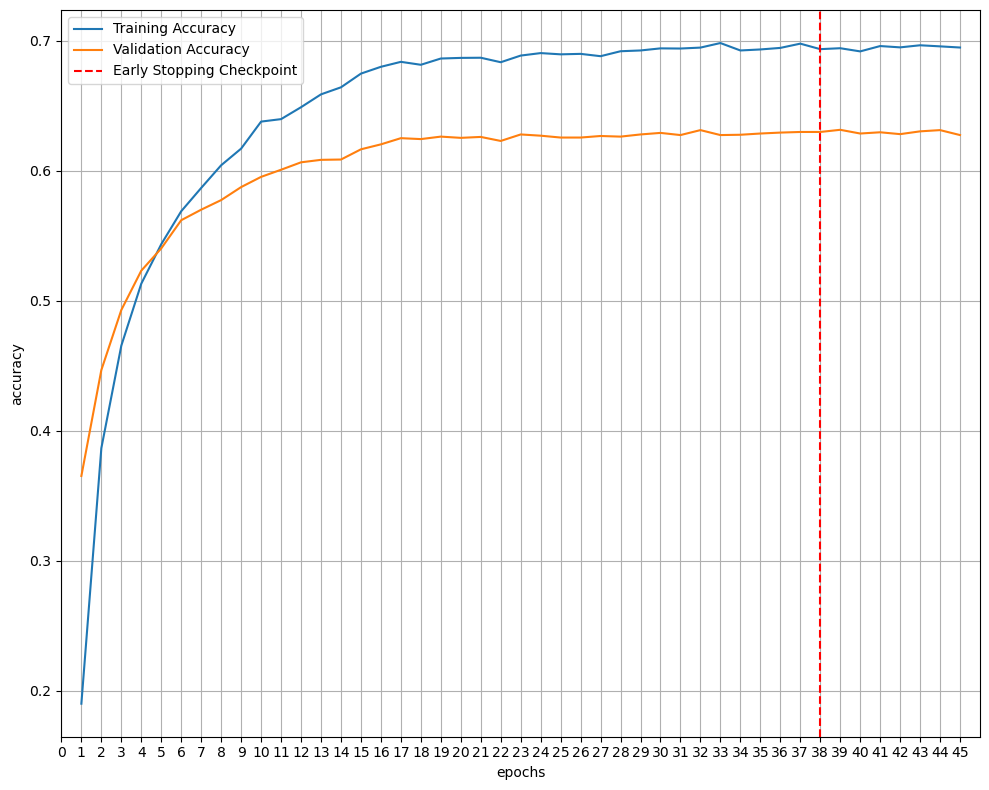 Training Accuracy
Validation Accuracy
Early Stopping Checkpoint
0.7
0.6
0.5
0.4
0.3
0.2
accuracy
0 1 2 3 4 5 6 7 8 9 10 11 12 13 14 15 16 17 18 19 20 21 22 23 24 25 26 27 28 29 30 31 32 33 34 35 36 37 38 39 40 41 42 43 44 45
epochs